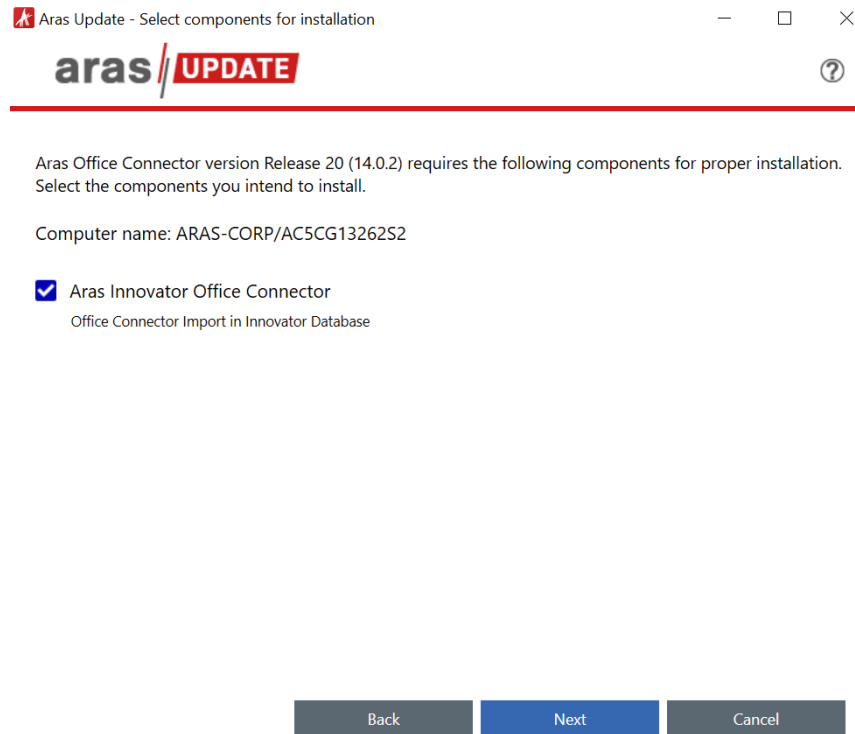 Aras Update - Select components for installation
aras UPDATE
?
Aras Office Connector version Release 20 (14.0.2) requires the following components for proper installation.
Select the components you intend to install.
Computer name: ARAS-CORP/AC5CG13262S2
Aras Innovator Office Connector
Office Connector Import in Innovator Database
Back Next Cancel